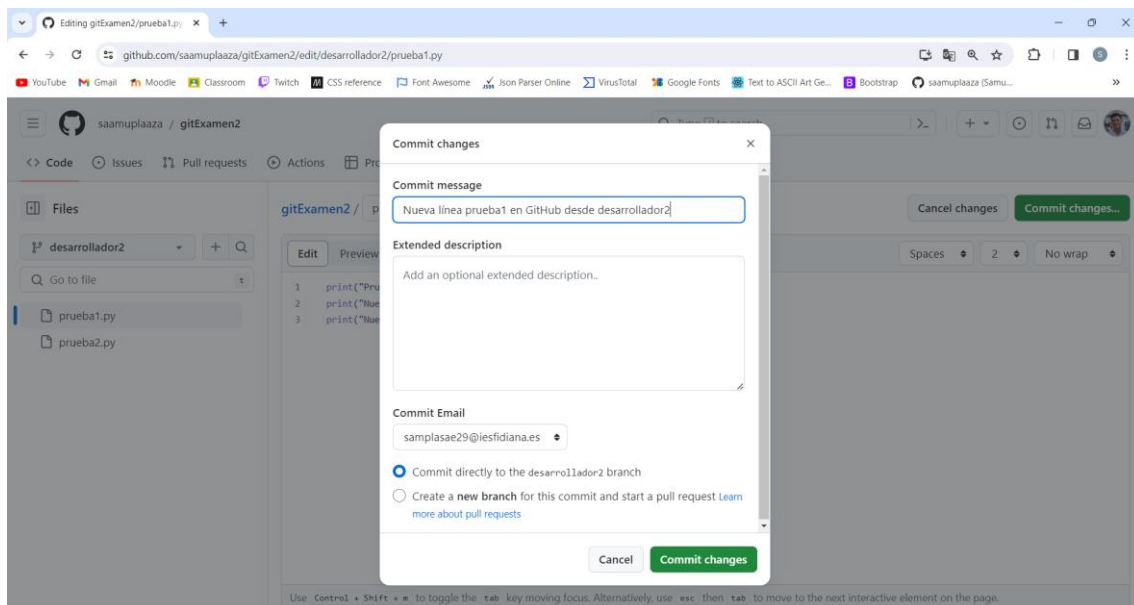 Editing gitExamen2/prueba1.py
github.com/saamuplaaza/gitExamen2/edit/desarrollador2/prueba1.py
YouTube Gmail Moodle Classroom Twitch CSS reference Font Awesome Json Parser Online VirusTotal Google Fonts Text to ASCII Art Ge... Bootstrap saamuplaaza (Samu... »
saamuplaaza / gitExamen2
Code Issues Pull requests Actions
Files
desarrollador2
Go to file t
prueba1.py
prueba2.py
gitExamen2 / p
Cancel changes Commit changes...
Edit Preview
Spaces 2 No wrap
1 print("Pru
2 print("Nue
3 print("Nue
Commit changes
Commit message
Nueva línea prueba1 en GitHub desde desarrollador2
Extended description
Add an optional extended description..
Commit Email
samplasae29@iesfidiana.es
Commit directly to the desarrollador2 branch
Create a new branch for this commit and start a pull request Learn
more about pull requests
Cancel Commit changes
Use Control + Shift + m to toggle the tab key moving focus. Alternatively, use esc then tab to move to the next interactive element on the page.